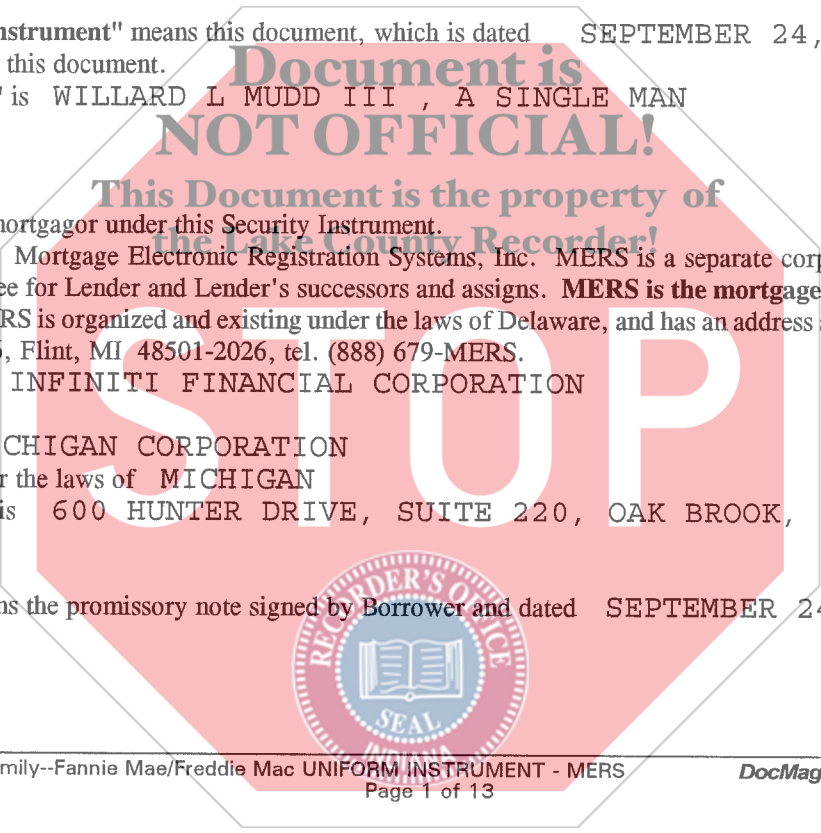 nstrument" means this document, which is dated SEPTEMBER 24,
Document is
this document.
" is WILLARD L MUDD III , A SINGLE MAN
NOT OFFICIAL!
This Document is the property of
mortgagor under this Security Instrument.
the Lake County Recorder!
Mortgage Electronic Registration Systems, Inc. MERS is a separate corp
ee for Lender and Lender's successors and assigns. MERS is the mortgage
RS is organized and existing under the laws of Delaware, and has an address
, Flint, MI 48501-2026, tel. (888) 679-MERS.
INFINITI FINANCIAL CORPORATION
STOP
CHIGAN CORPORATION
r the laws of MICHIGAN
is 600 HUNTER DRIVE, SUITE 220, OAK BROOK,
ns the promissory note signed by Borrower and dated SEPTEMBER 24
RECORDER'S OFFICE
SEAL
INDIANA
mily--Fannie Mae/Freddie Mac UNIFORM INSTRUMENT - MERS DocMag
Page 1 of 13